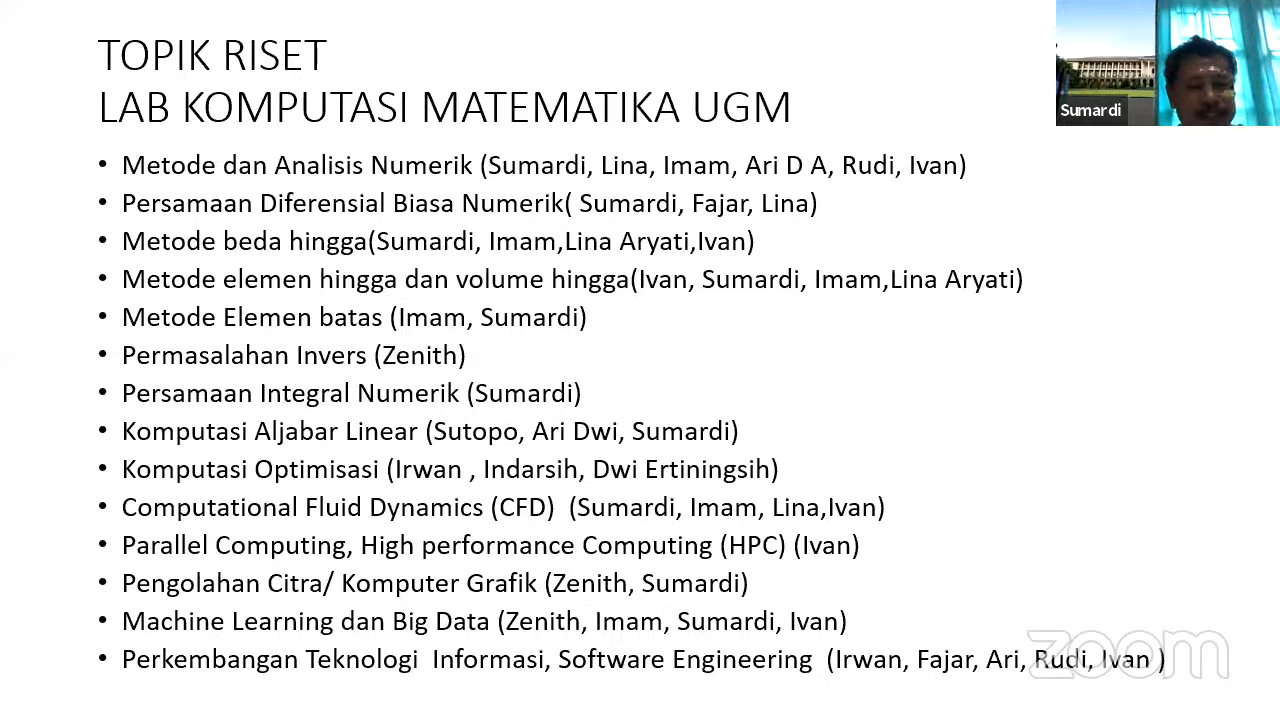 TOPIK RISET
LAB KOMPUTASI MATEMATIKA UGM
Sumardi
• Metode dan Analisis Numerik (Sumardi, Lina, Imam, Ari D A, Rudi, Ivan)
• Persamaan Diferensial Biasa Numerik( Sumardi, Fajar, Lina)
• Metode beda hingga(Sumardi, Imam,Lina Aryati,Ivan)
• Metode elemen hingga dan volume hingga(Ivan, Sumardi, Imam,Lina Aryati)
• Metode Elemen batas (Imam, Sumardi)
• Permasalahan Invers (Zenith)
• Persamaan Integral Numerik (Sumardi)
• Komputasi Aljabar Linear (Sutopo, Ari Dwi, Sumardi)
• Komputasi Optimisasi (Irwan , Indarsih, Dwi Ertiningsih)
• Computational Fluid Dynamics (CFD)  (Sumardi, Imam, Lina,Ivan)
• Parallel Computing, High performance Computing (HPC) (Ivan)
• Pengolahan Citra/ Komputer Grafik (Zenith, Sumardi)
• Machine Learning dan Big Data (Zenith, Imam, Sumardi, Ivan)
• Perkembangan Teknologi  Informasi, Software Engineering  (Irwan, Fajar, Ari, Rudi, Ivan )
zoom